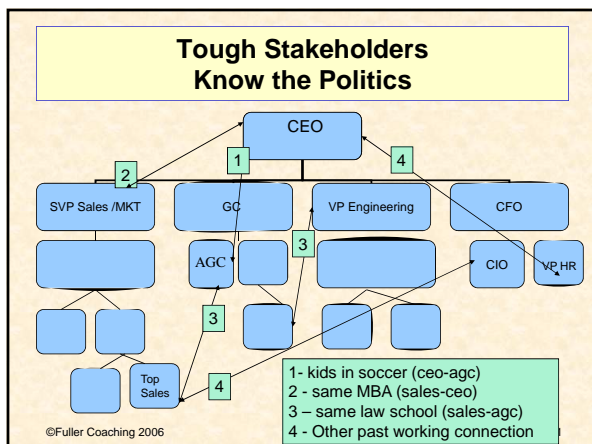 Tough Stakeholders
Know the Politics
CEO
2
1
4
SVP Sales /MKT
GC
VP Engineering
CFO
3
AGC
CIO
VP HR
3
Top
Sales
4
1- kids in soccer (ceo-agc)
2 - same MBA (sales-ceo)
3 – same law school (sales-agc)
4 - Other past working connection
©Fuller Coaching 2006